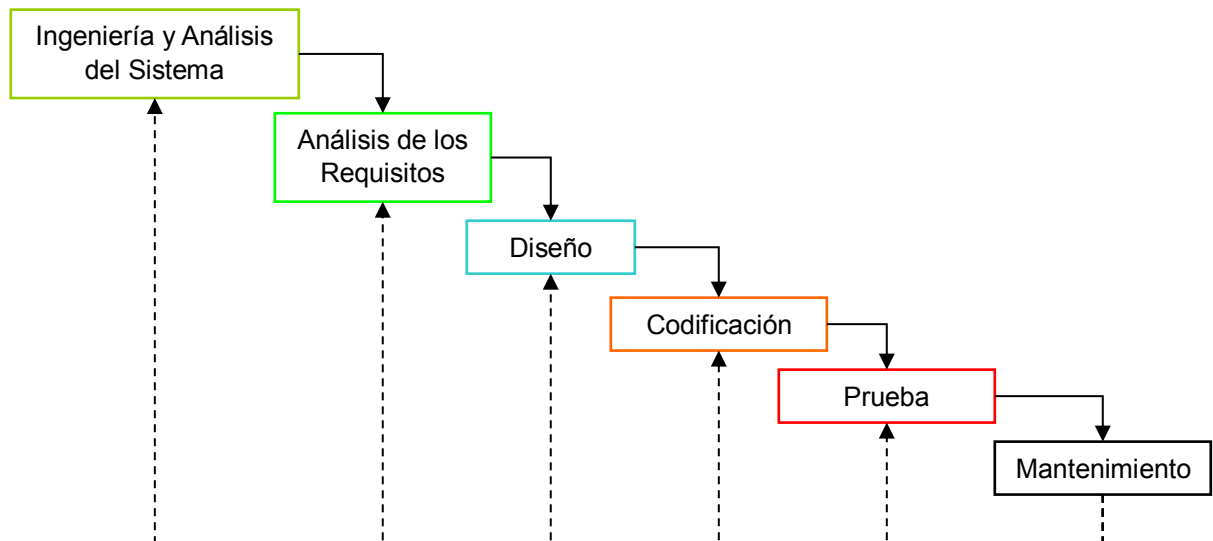 Ingeniería y Análisis
del Sistema
Análisis de los
Requisitos
Diseño
Codificación
Prueba
Mantenimiento